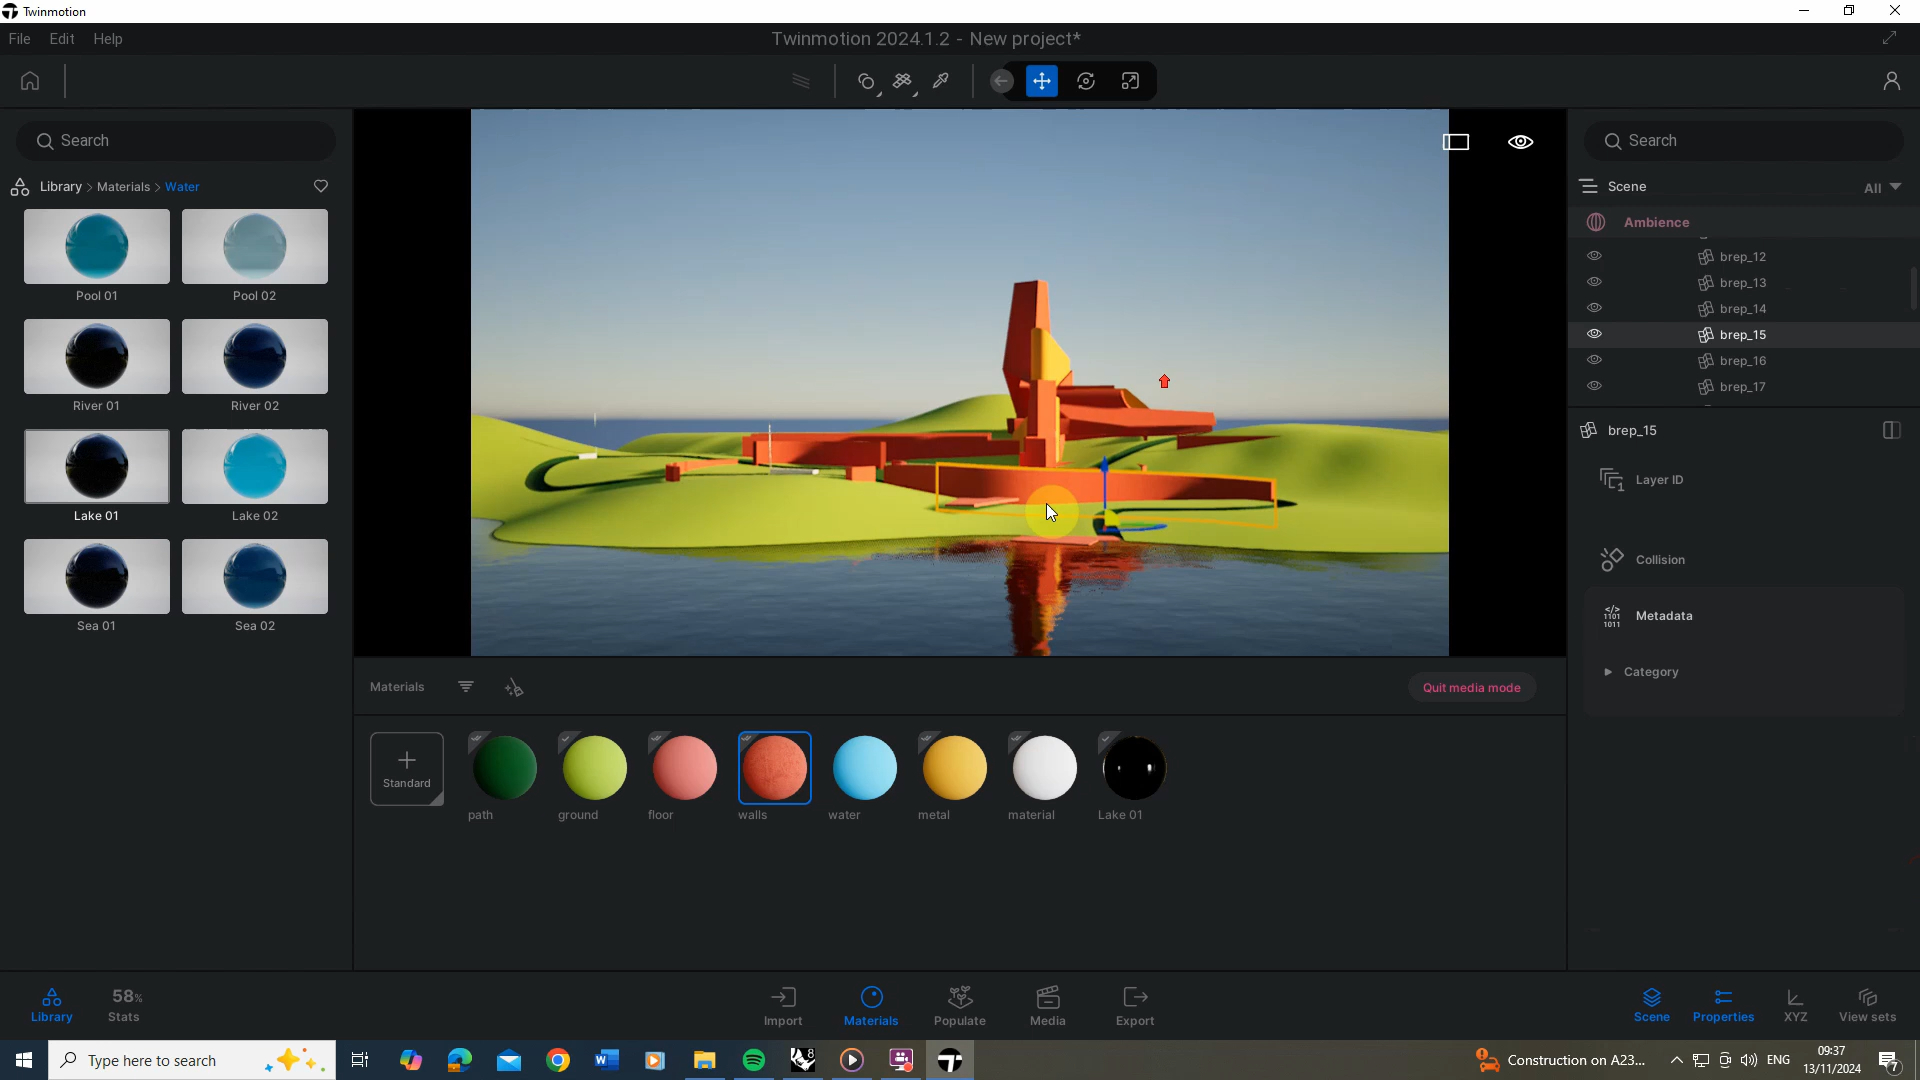 Twinmotion
File Edit Help
Twinmotion 2024.1.2 - New project*
Search
Library > Materials > Water
Pool 01
Pool 02
River 01
River 02
Lake 01
Lake 02
Sea 01
Sea 02
Search
Scene
All
Ambience
brep_12
brep_13
brep_14
brep_15
brep_16
brep_17
brep_15
Layer ID
Collision
Metadata
Category
Materials
Quit media mode
Standard
path
ground
floor
walls
water
metal
material
Lake 01
Library
58%
Stats
Import
Materials
Populate
Media
Export
Scene
Properties
XYZ
View sets
Type here to search
Construction on A23...
ENG
09:37
13/11/2024
7